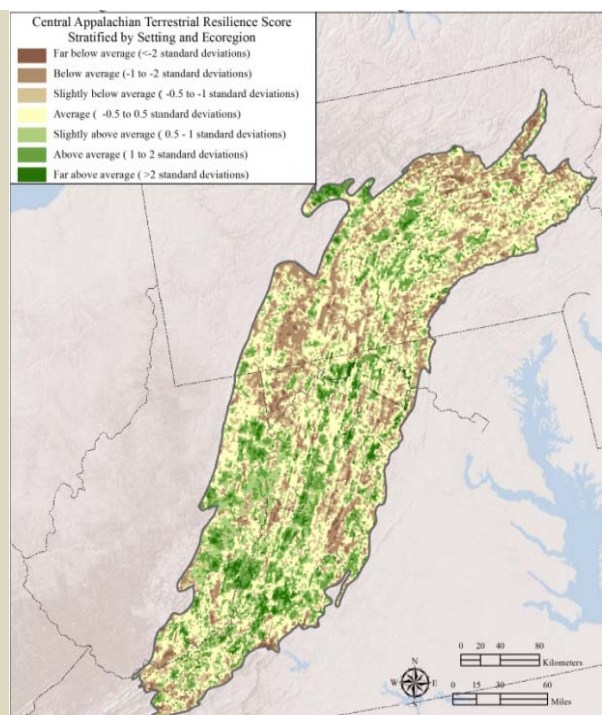 Central Appalachian Terrestrial Resilience Score
Stratified by Setting and Ecoregion
Far below average (<-2 standard deviations)
Below average (-1 to -2 standard deviations)
Slightly below average ( -0.5 to -1 standard deviations)
Average ( -0.5 to 0.5 standard deviations)
Slightly above average ( 0.5 - 1 standard deviations)
Above average ( 1 to 2 standard deviations)
Far above average ( >2 standard deviations)
N
W E
S
0 20 40 80
Kilometers
0 15 30 60
Miles